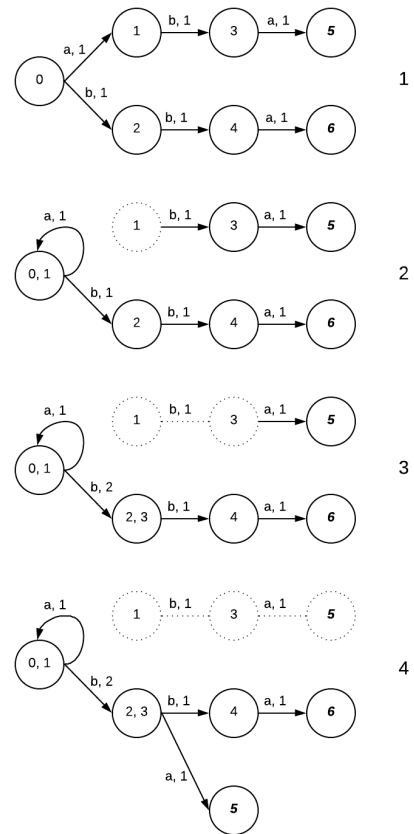 1 b, 1 3 a, 1 5
a, 1
0
1
b, 1
2 b, 1 4 a, 1 6
a, 1 1 b, 1 3 a, 1 5
0, 1
2
b, 1
2 b, 1 4 a, 1 6
a, 1 1 b, 1 3 a, 1 5
0, 1
3
b, 2
2, 3 b, 1 4 a, 1 6
a, 1 1 b, 1 3 a, 1 5
0, 1
4
b, 2
2, 3 b, 1 4 a, 1 6
a, 1
5